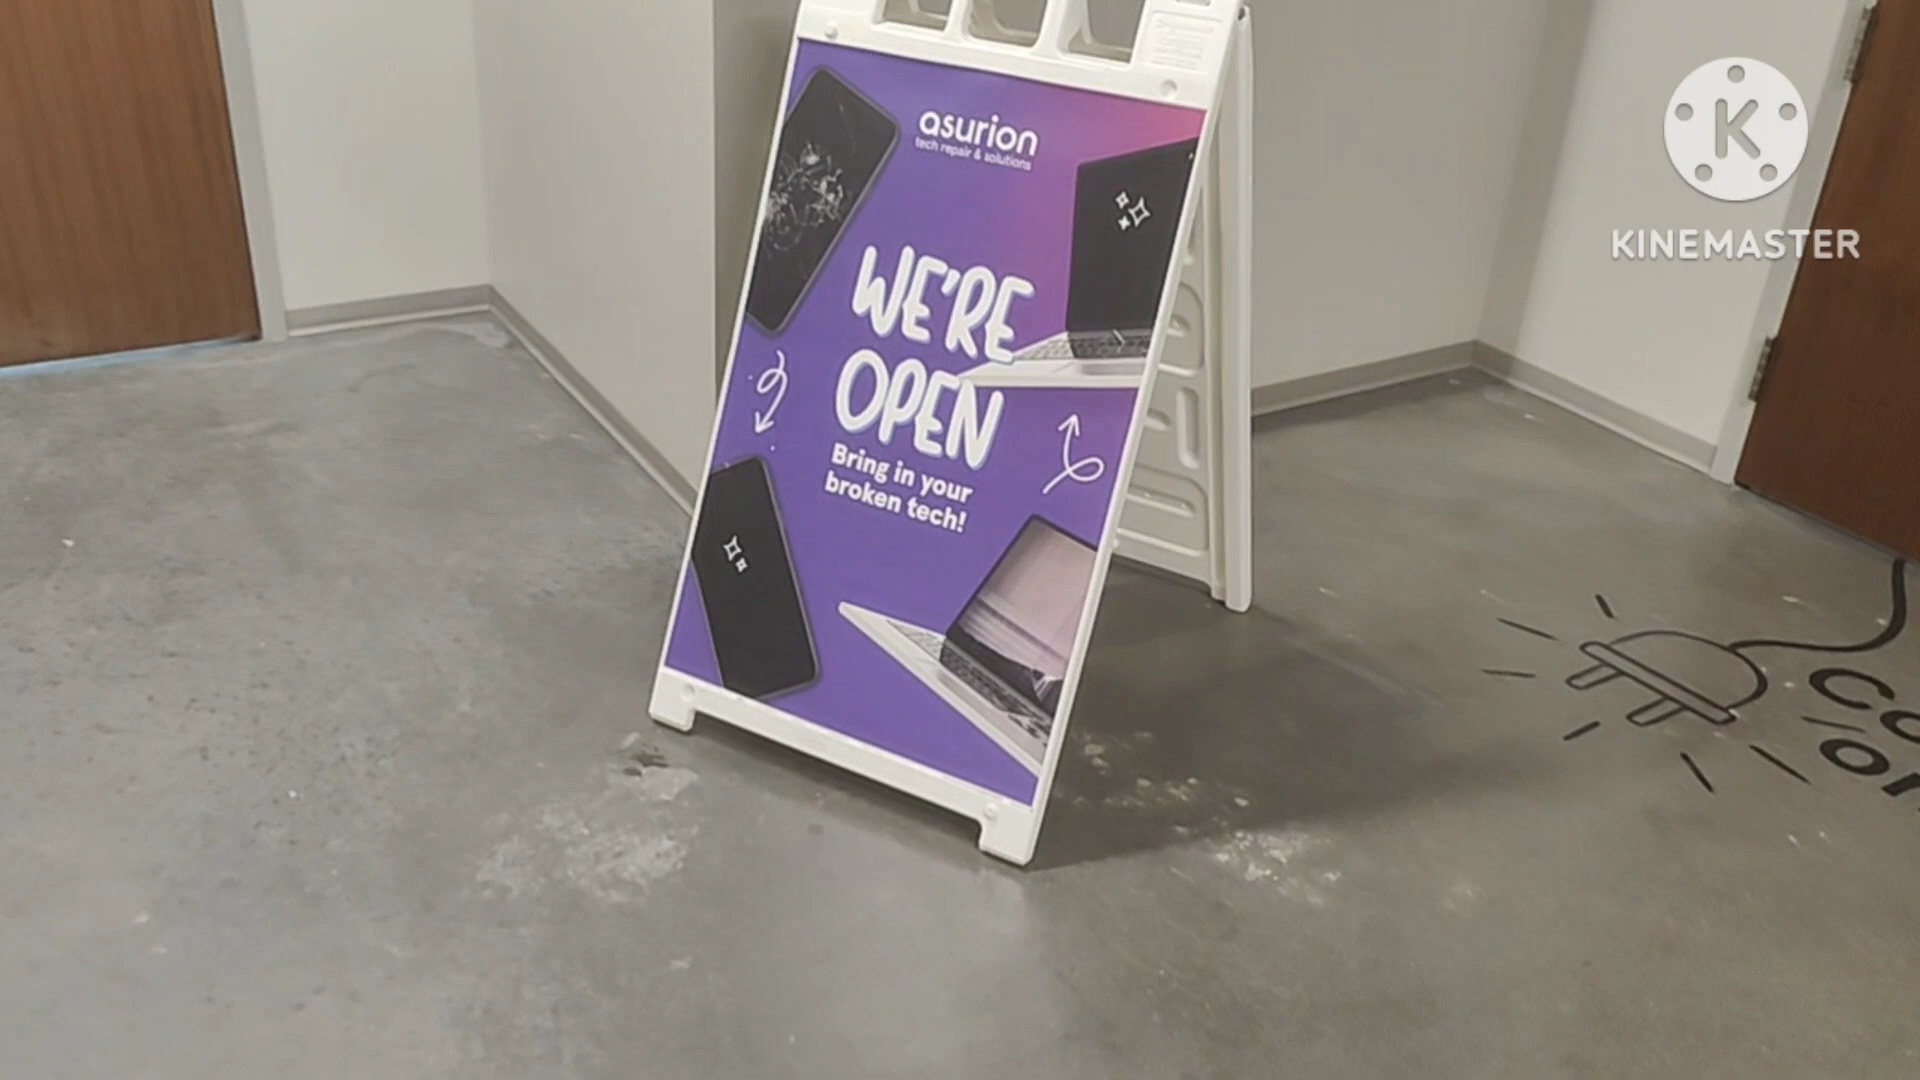 asurion
tech repair & solutions
WE'RE
OPEN
Bring in your
broken tech!
K
KINEMASTER